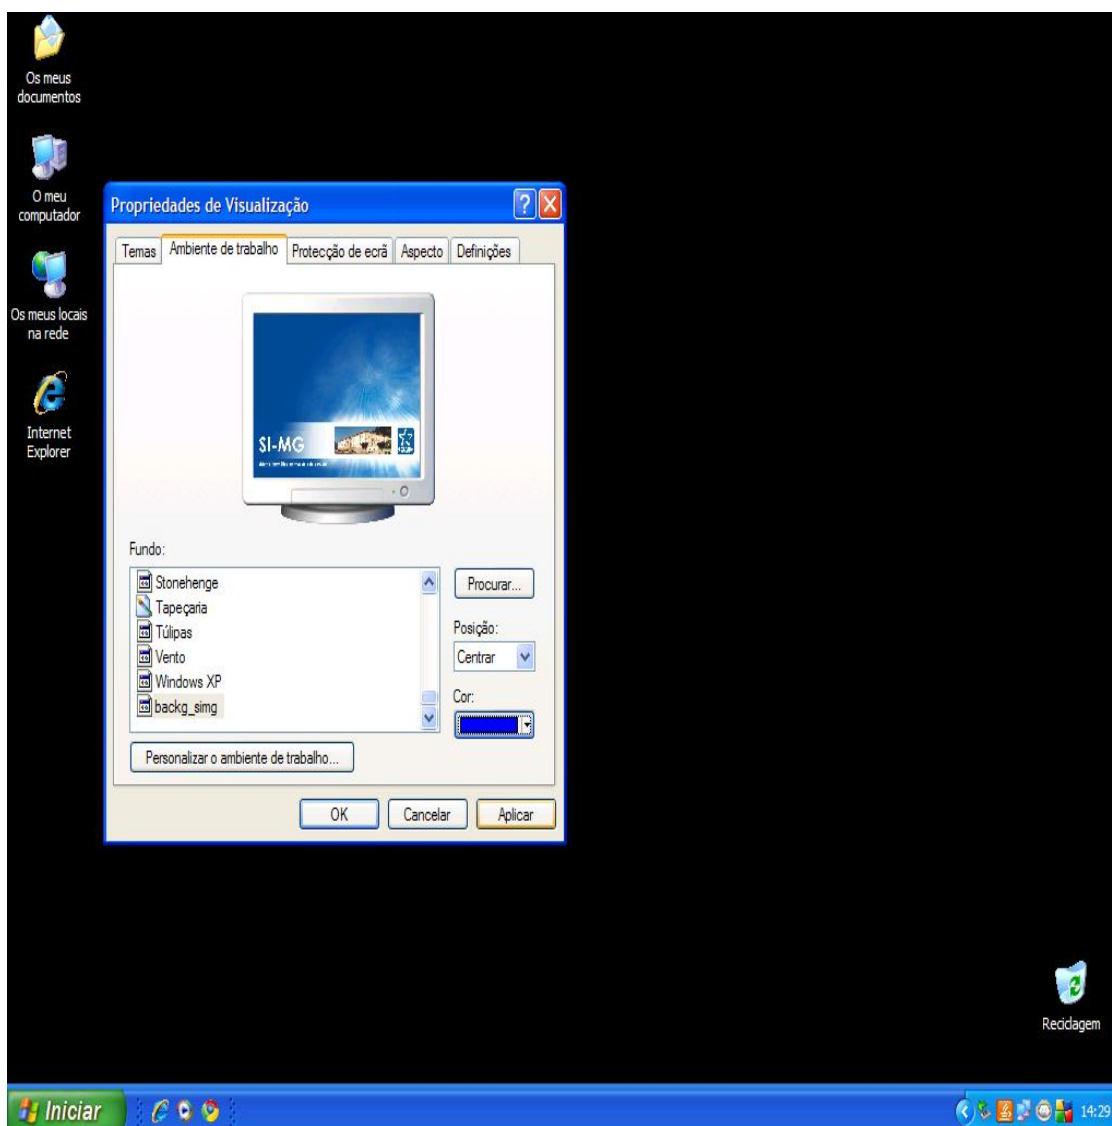 Os meus
documentos
O meu
computador
Os meus locais
na rede
Internet
Explorer
Propriedades de Visualização
Temas
Ambiente de trabalho
Protecção de ecrã
Aspecto
Definições
SI-MG
Fundo:
Stonehenge
Tapeçaria
Túlipas
Vento
Windows XP
backg_simg
Procurar...
Posição:
Centrar
Cor:
Personalizar o ambiente de trabalho...
OK
Cancelar
Aplicar
Reciclagem
Iniciar
14:29